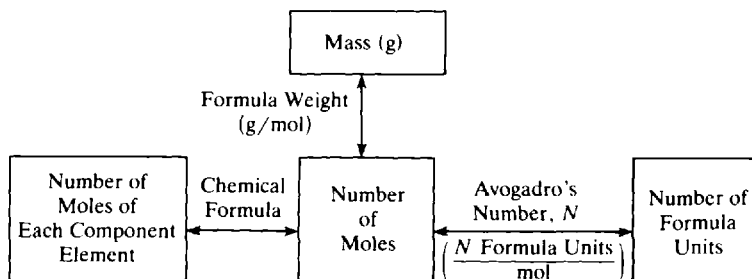 Mass (g)
Formula Weight
(g/mol)
Number of
Moles of
Each Component
Element
Chemical
Formula
Number
of
Moles
Avogadro's
Number, N
(N Formula Units
mol)
Number of
Formula
Units